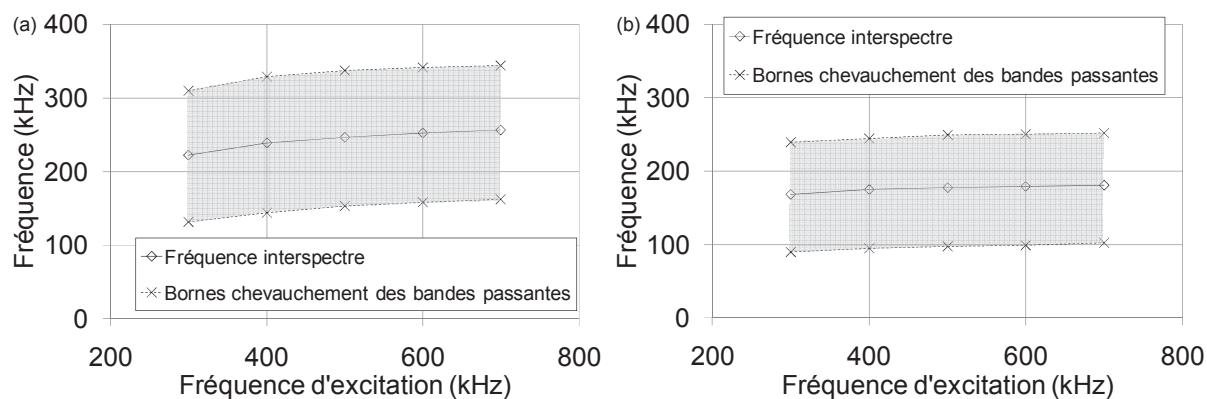 (a)
400
300
200
100
0
Fréquence (kHz)
Fréquence interspectre
Bornes chevauchement des bandes passantes
200 400 600 800
Fréquence d'excitation (kHz)
(b)
400
300
200
100
0
Fréquence (kHz)
Fréquence interspectre
Bornes chevauchement des bandes passantes
200 400 600 800
Fréquence d'excitation (kHz)